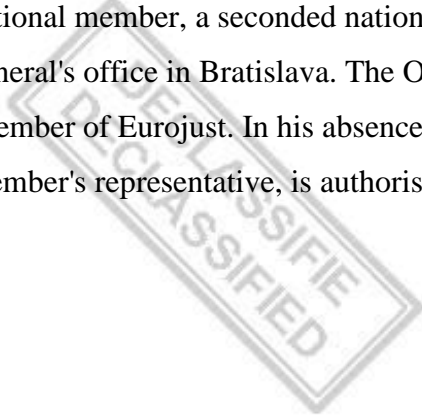 tional member, a seconded nation
neral's office in Bratislava. The O
ember of Eurojust. In his absence
ember's representative, is authoris
DECLASSIFIE
DECLASSIFIED